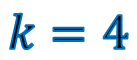 k = 4